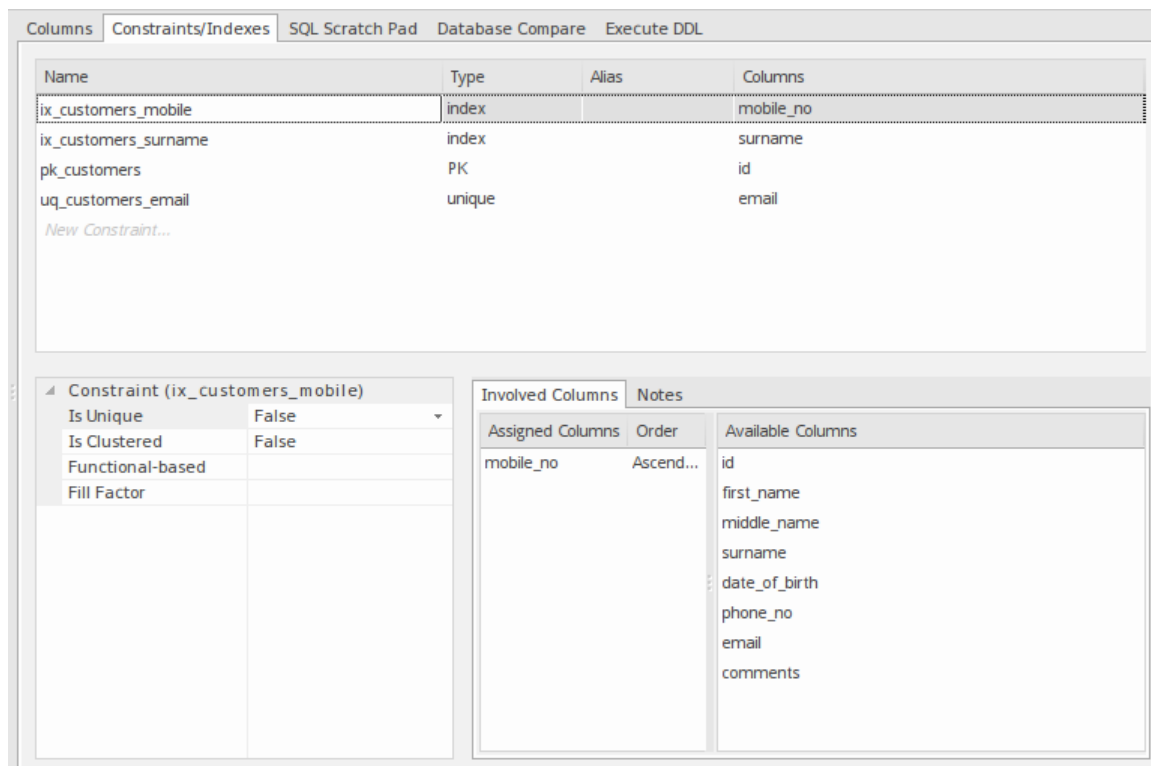 Columns Constraints/Indexes SQL Scratch Pad Database Compare Execute DDL
Name Type Alias Columns
ix_customers_mobile index mobile_no
ix_customers_surname index surname
pk_customers PK id
uq_customers_email unique email
New Constraint...
Constraint (ix_customers_mobile)
Is Unique False
Is Clustered False
Functional-based
Fill Factor
Involved Columns Notes
Assigned Columns Order Available Columns
mobile_no Ascend... id
first_name
middle_name
surname
date_of_birth
phone_no
email
comments